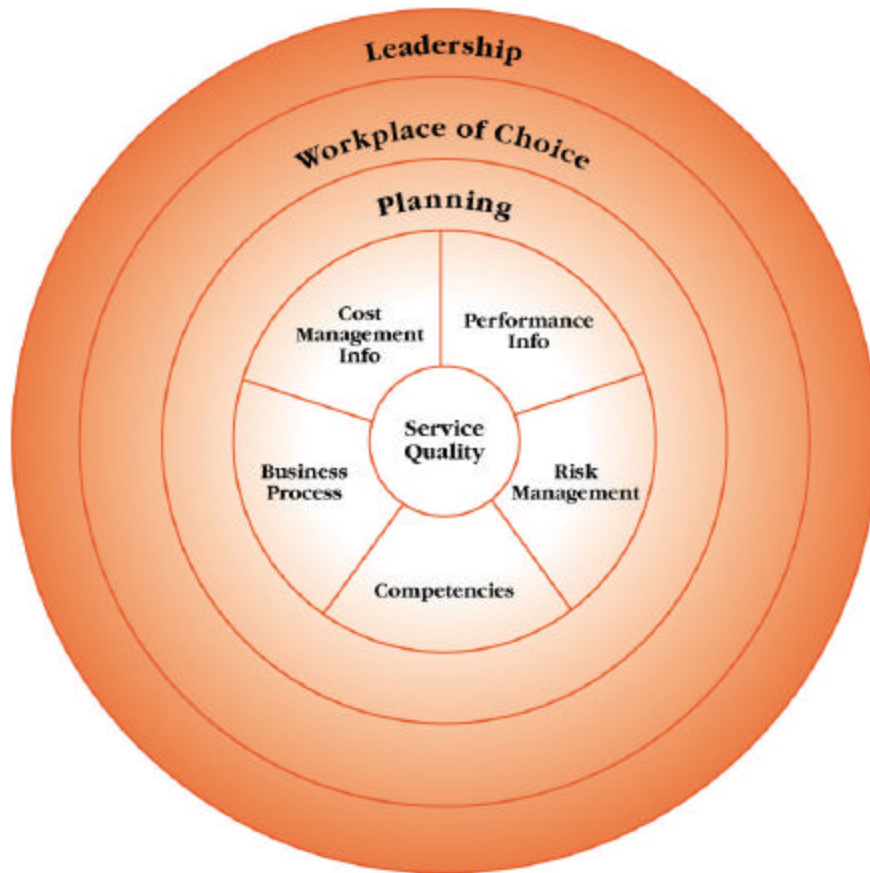 Leadership
Workplace of Choice
Planning
Cost
Management
Info
Performance
Info
Service
Quality
Business
Process
Risk
Management
Competencies